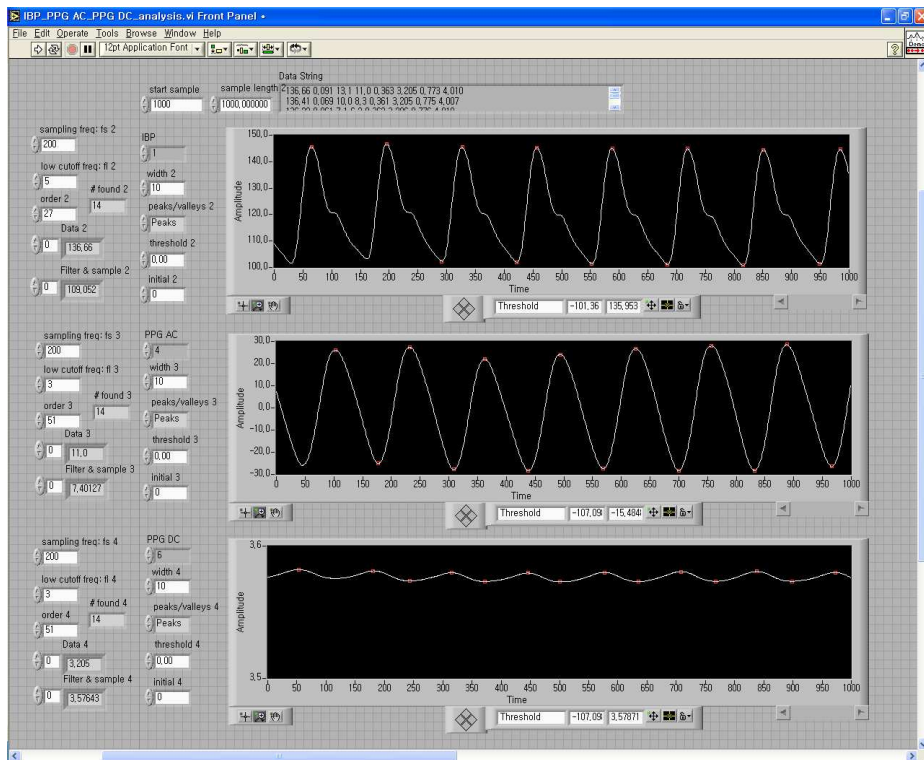 IBP_PPG AC_PPG DC_analysis.vi Front Panel *
File Edit Operate Tools Browse Window Help
12pt Application Font
Data String
start sample
sample length 2
1000
1000,000000
136,66 0,091 13,1 11,0 0,363 3,205 0,773 4,010
136,41 0,069 10,0 8,3 0,361 3,205 0,775 4,007
sampling freq: fs 2
200
low cutoff freq: fl 2
5
# found 2
14
order 2
27
Data 2
0
136,66
Filter & sample 2
0
109,052
IBP
1
width 2
10
peaks/valleys 2
Peaks
threshold 2
0,00
initial 2
0
Amplitude
150,0
140,0
130,0
120,0
110,0
100,0
0 50 100 150 200 250 300 350 400 450 500 550 600 650 700 750 800 850 900 950 1000
Time
Threshold -101,36 135,953
sampling freq: fs 3
200
low cutoff freq: fl 3
3
# found 3
14
order 3
51
Data 3
0
11,0
Filter & sample 3
0
7,40127
PPG AC
4
width 3
10
peaks/valleys 3
Peaks
threshold 3
0,00
initial 3
0
Amplitude
30,0
20,0
10,0
0,0
-10,0
-20,0
-30,0
0 50 100 150 200 250 300 350 400 450 500 550 600 650 700 750 800 850 900 950 1000
Time
Threshold -107,09 -15,484
sampling freq: fs 4
200
low cutoff freq: fl 4
3
# found 4
14
order 4
51
Data 4
0
3,205
Filter & sample 4
0
3,57643
PPG DC
6
width 4
10
peaks/valleys 4
Peaks
threshold 4
0,00
initial 4
0
Amplitude
3,6
3,5
0 50 100 150 200 250 300 350 400 450 500 550 600 650 700 750 800 850 900 950 1000
Time
Threshold -107,09 3,57871